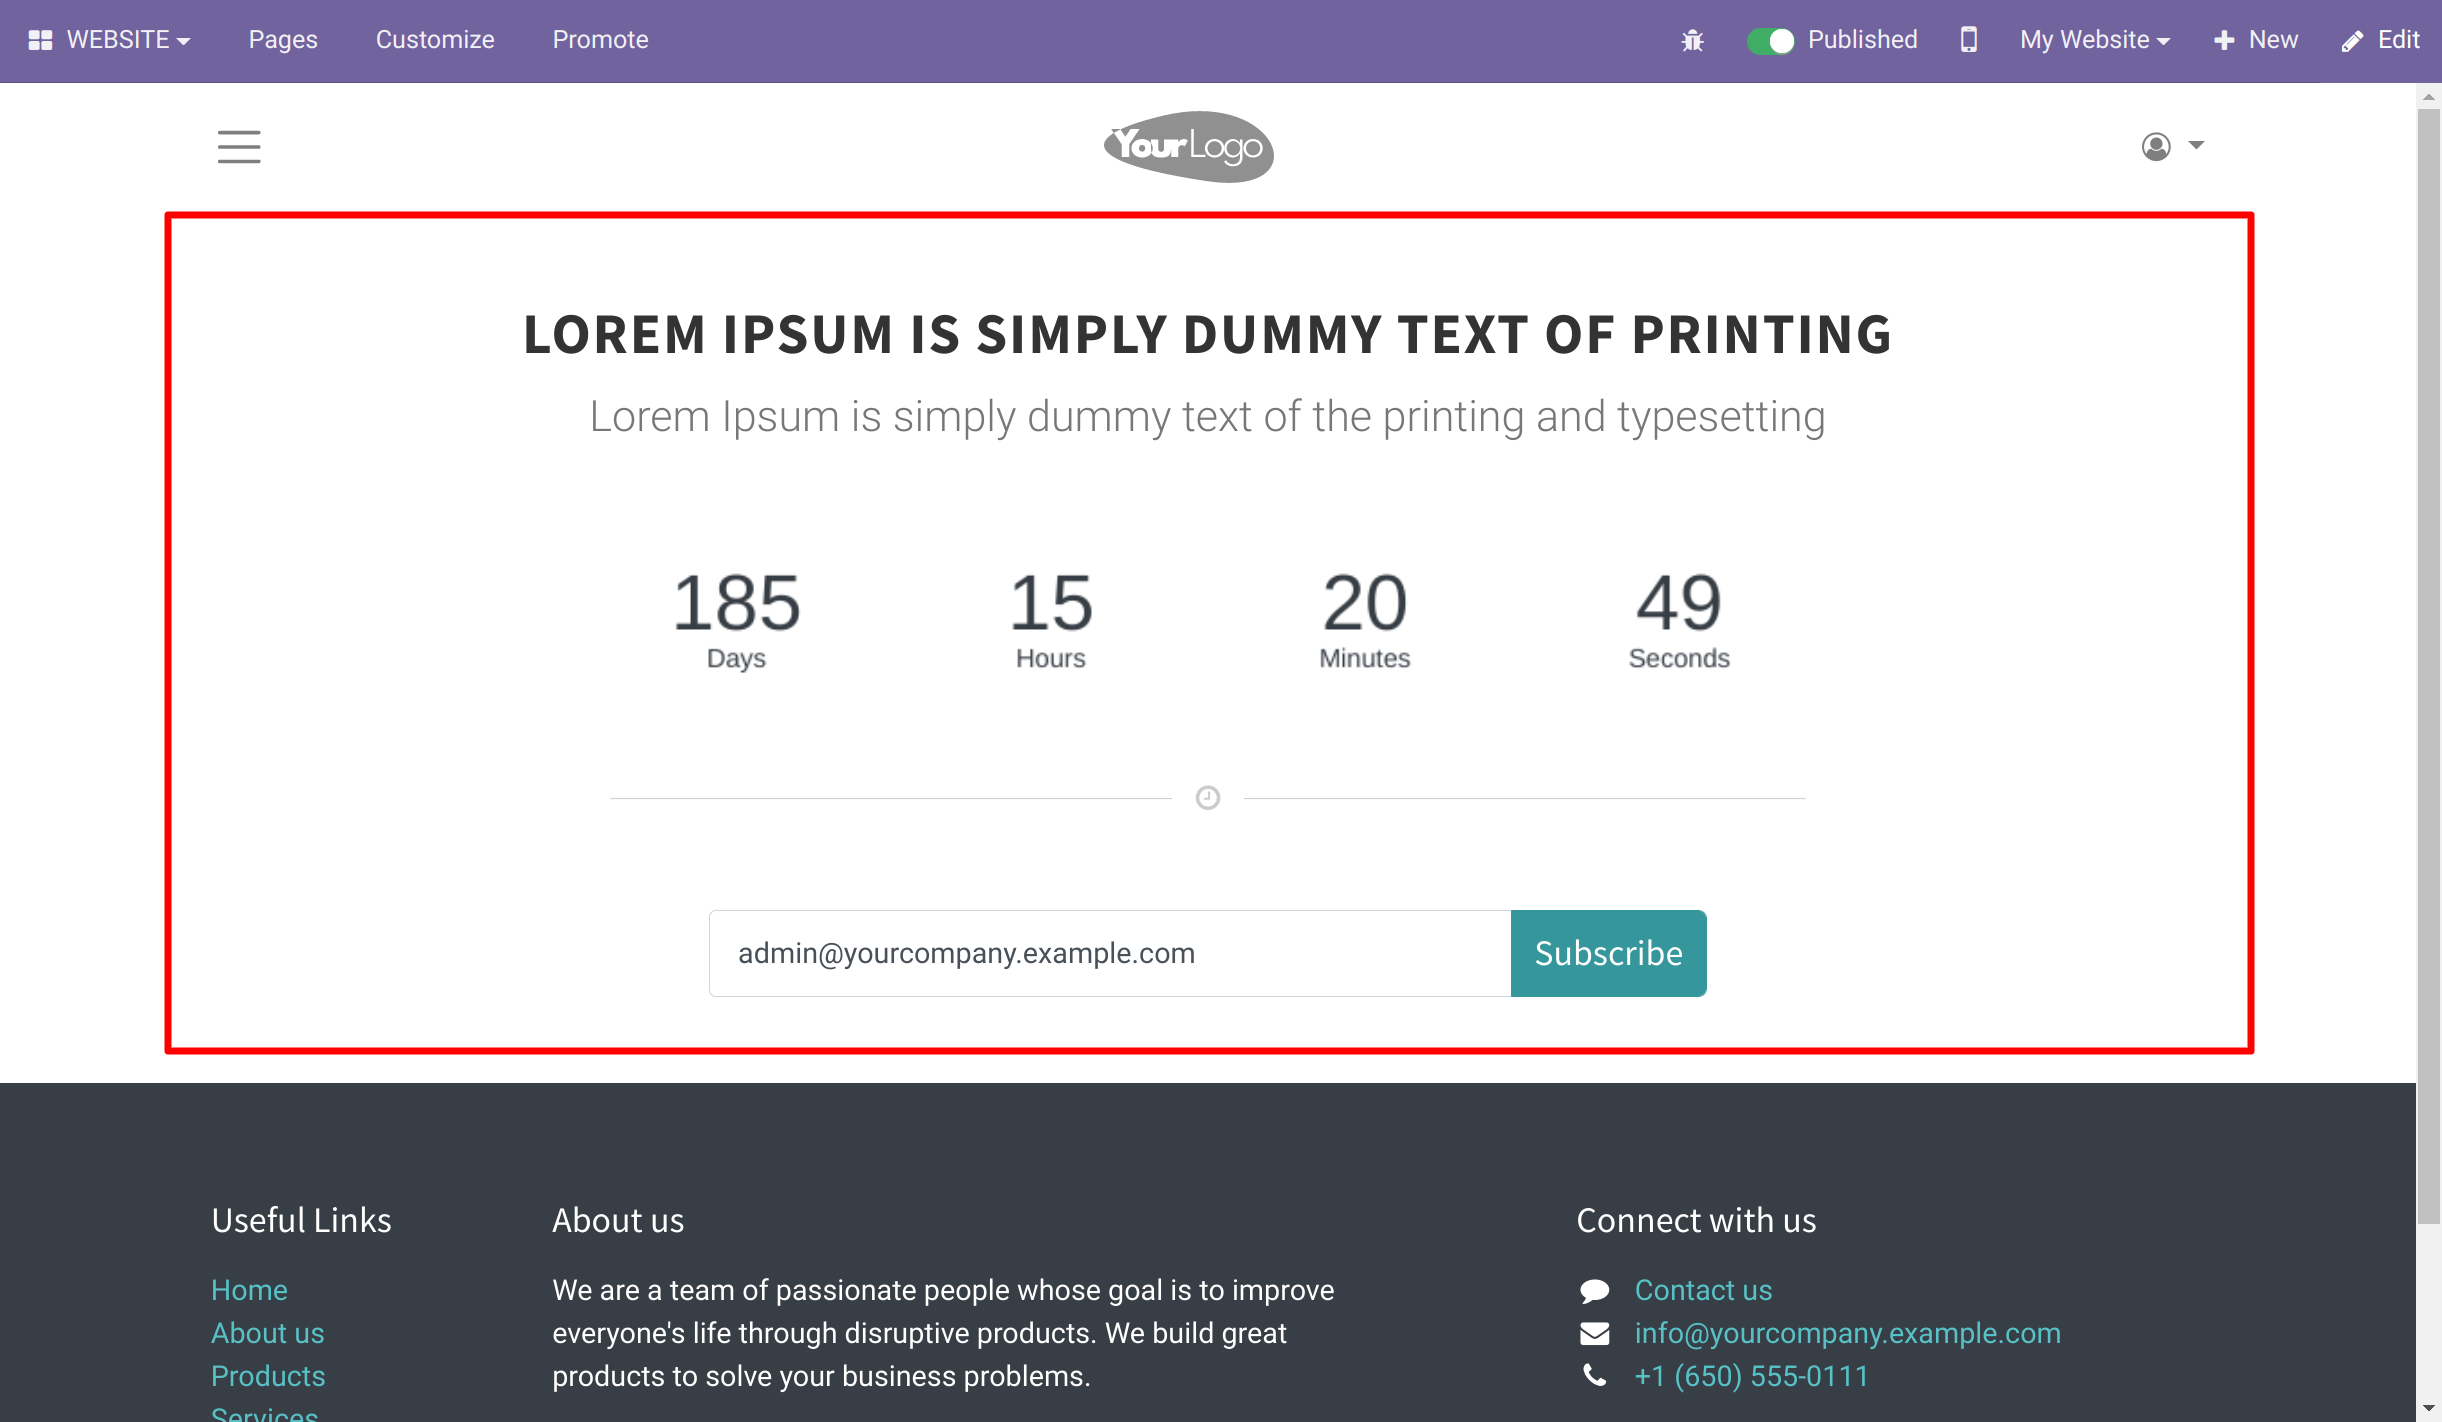 WEBSITE Pages Customize Promote Published My Website New Edit
YourLogo
LOREM IPSUM IS SIMPLY DUMMY TEXT OF PRINTING
Lorem Ipsum is simply dummy text of the printing and typesetting
185 15 20 49
Days Hours Minutes Seconds
admin@yourcompany.example.com Subscribe
Useful Links
Home
About us
Products
Services
About us
We are a team of passionate people whose goal is to improve
everyone's life through disruptive products. We build great
products to solve your business problems.
Connect with us
Contact us
info@yourcompany.example.com
+1 (650) 555-0111